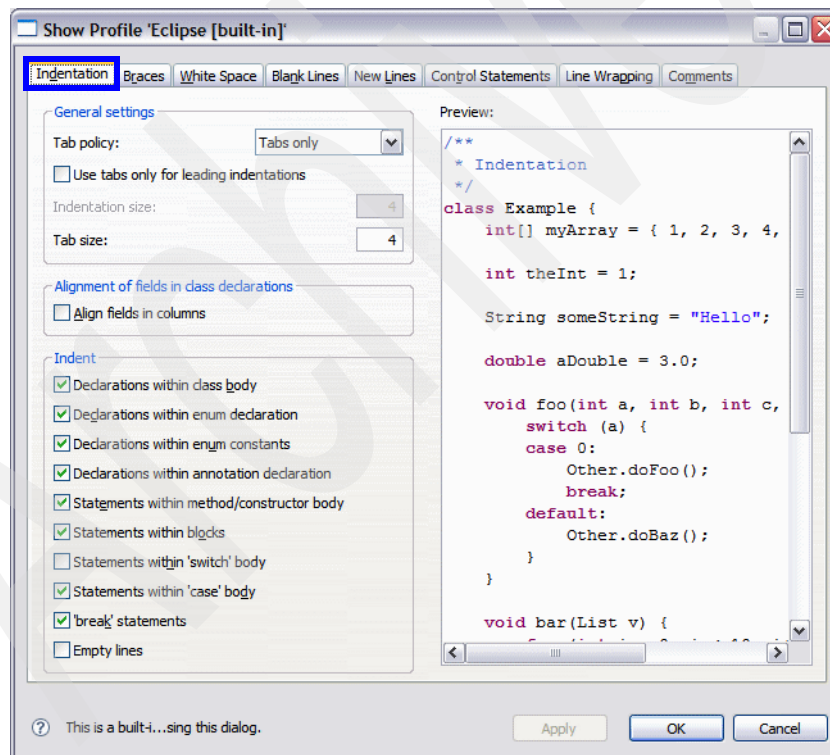 Show Profile 'Eclipse [built-in]'
Indentation Braces White Space Blank Lines New Lines Control Statements Line Wrapping Comments
General settings
Tab policy: Tabs only
Use tabs only for leading indentations
Indentation size: 4
Tab size: 4
Alignment of fields in class declarations
Align fields in columns
Indent
Declarations within class body
Declarations within enum declaration
Declarations within enum constants
Declarations within annotation declaration
Statements within method/constructor body
Statements within blocks
Statements within 'switch' body
Statements within 'case' body
'break' statements
Empty lines
Preview:
/**
* Indentation
*/
class Example {
int[] myArray = { 1, 2, 3, 4,
int theInt = 1;
String someString = "Hello";
double aDouble = 3.0;
void foo(int a, int b, int c,
switch (a) {
case 0:
Other.doFoo();
break;
default:
Other.doBaz();
}
}
void bar(List v) {
This is a built-i...sing this dialog.
Apply OK Cancel